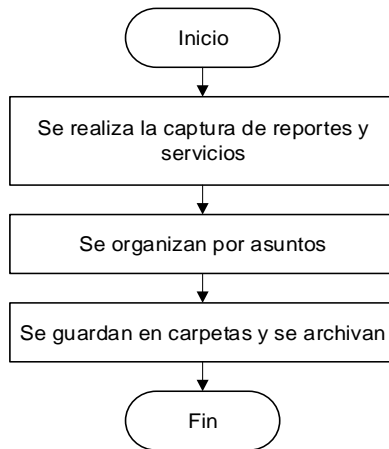 Inicio
Se realiza la captura de reportes y
servicios
Se organizan por asuntos
Se guardan en carpetas y se archivan
Fin